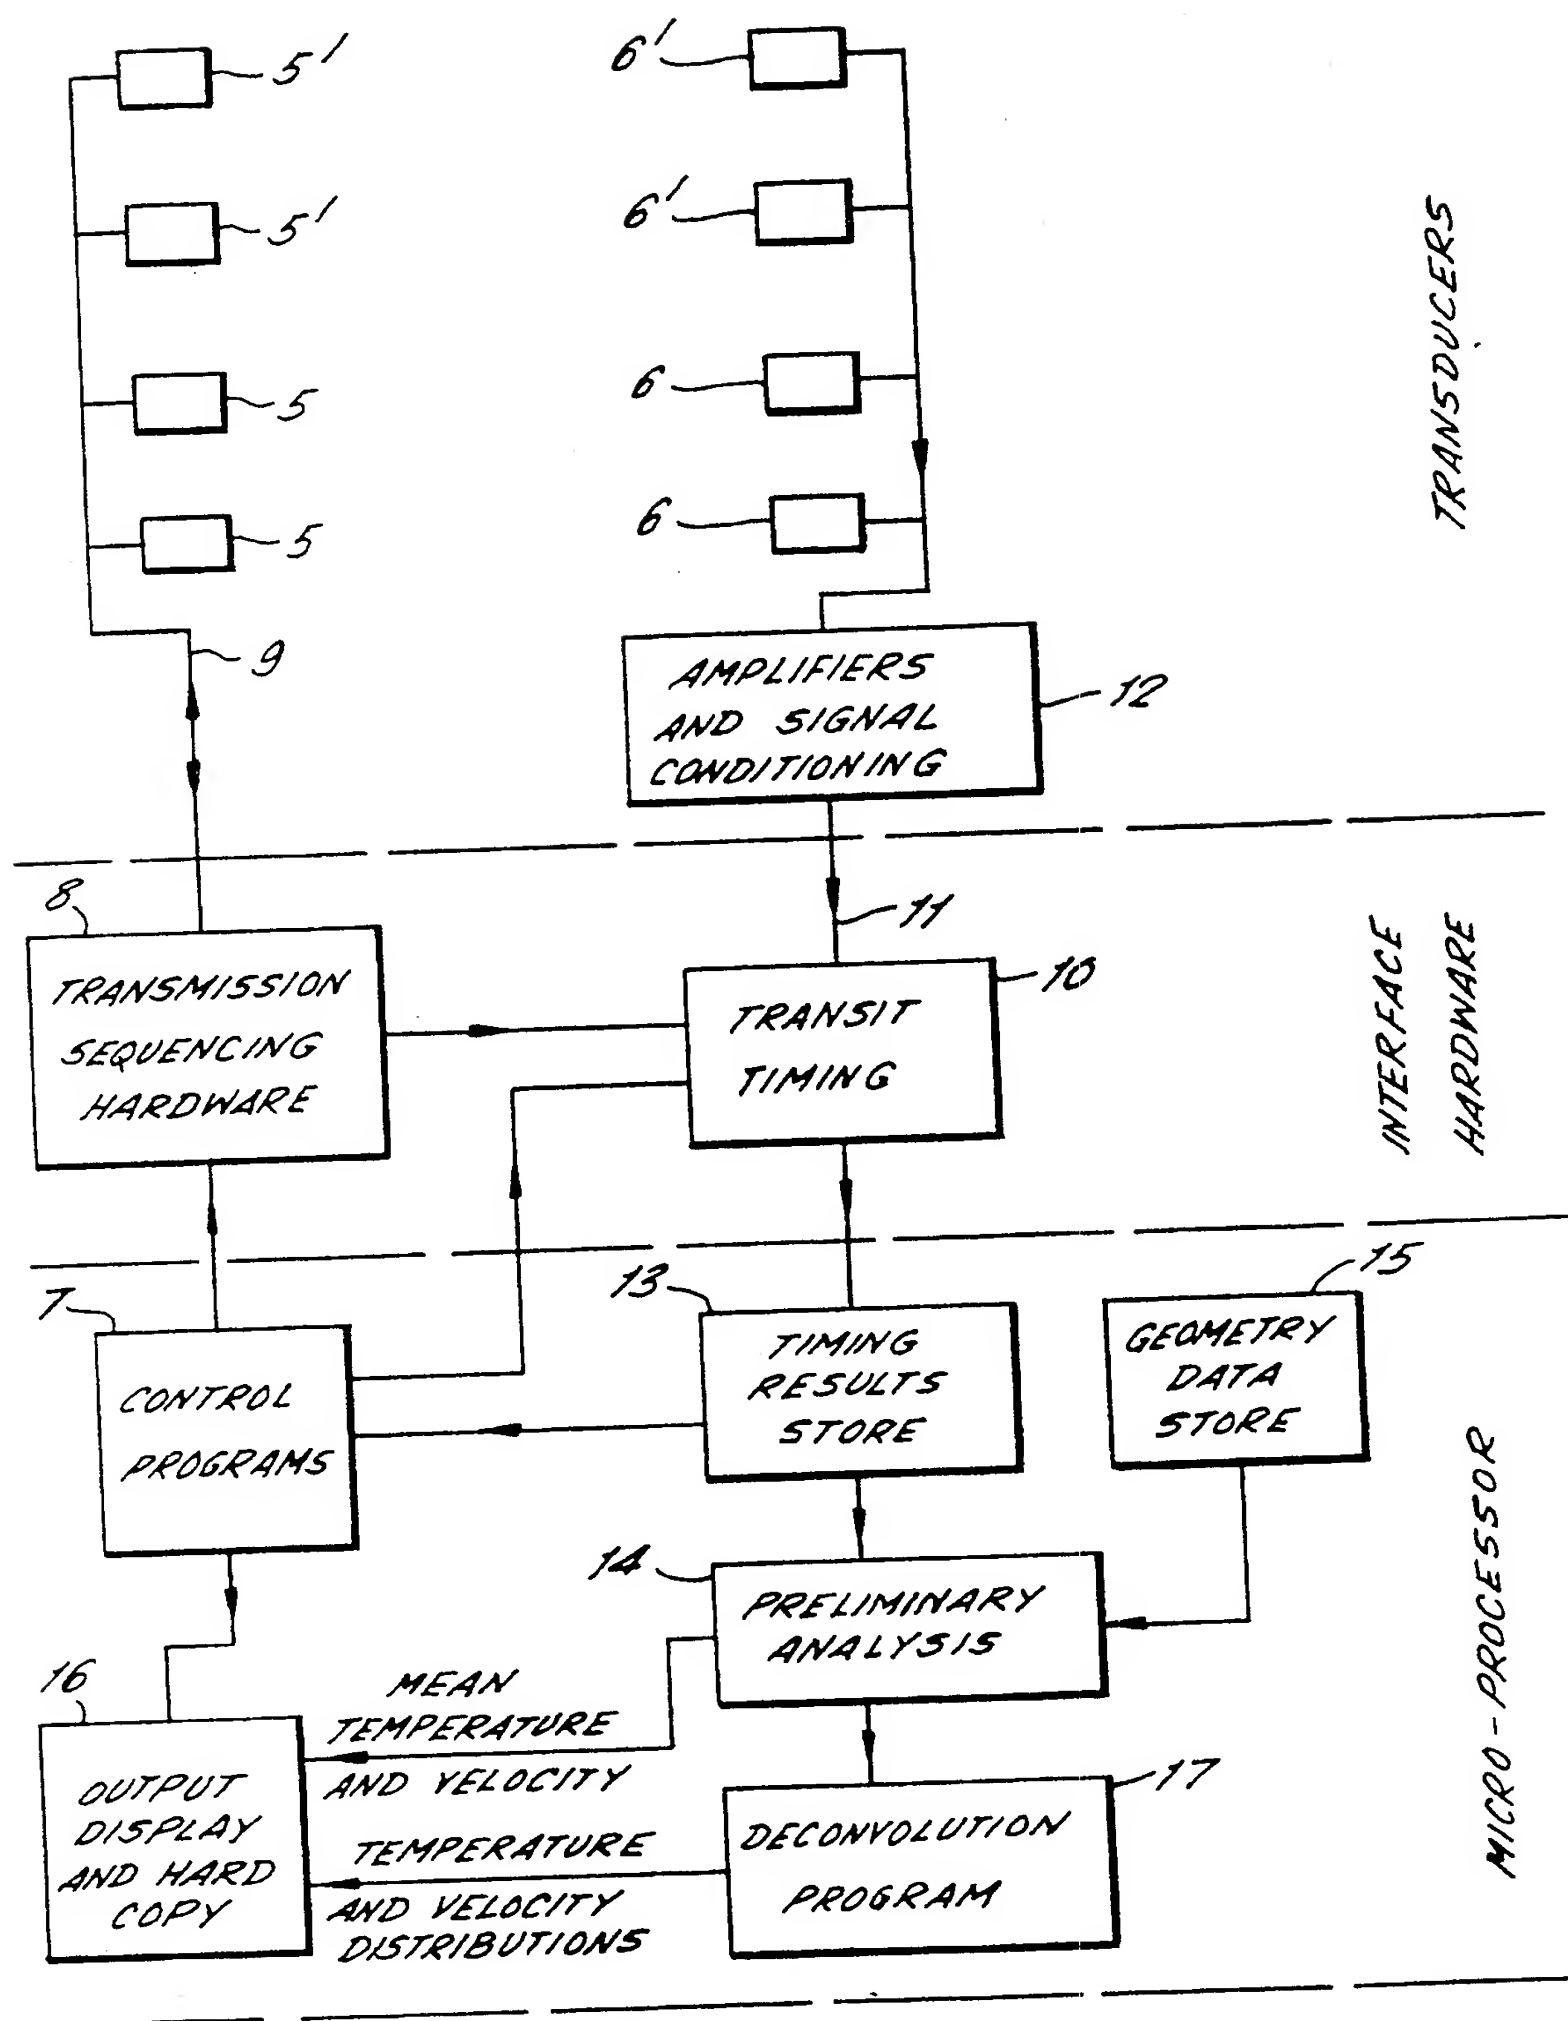 5'
6'
5'
6'
5
6
5
6
9
TRANSDUCERS
AMPLIFIERS
AND SIGNAL
CONDITIONING
12
8
11
TRANSMISSION
SEQUENCING
HARDWARE
TRANSIT
TIMING
10
INTERFACE
HARDWARE
7
CONTROL
PROGRAMS
13
TIMING
RESULTS
STORE
15
GEOMETRY
DATA
STORE
14
PRELIMINARY
ANALYSIS
MICRO-PROCESSOR
16
OUTPUT
DISPLAY
AND HARD
COPY
MEAN
TEMPERATURE
AND VELOCITY
TEMPERATURE
AND VELOCITY
DISTRIBUTIONS
17
DECONVOLUTION
PROGRAM